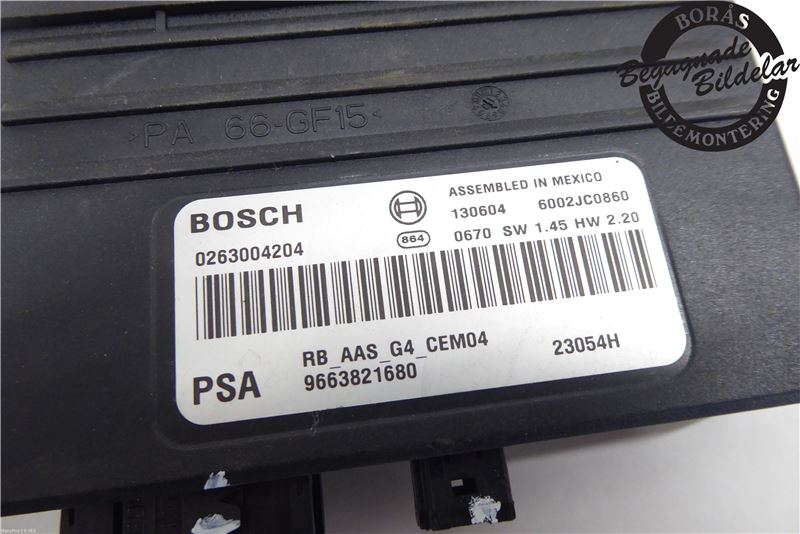 BORÅS
Begagnade
Bildelar
BILDEMONTERING
>PA 66-GF15<
BOSCH
ASSEMBLED IN MEXICO
130604 6002JC0860
0263004204
864
0670 SW 1.45 HW 2.20
RB_AAS_G4_CEM04
23054H
PSA
9663821680